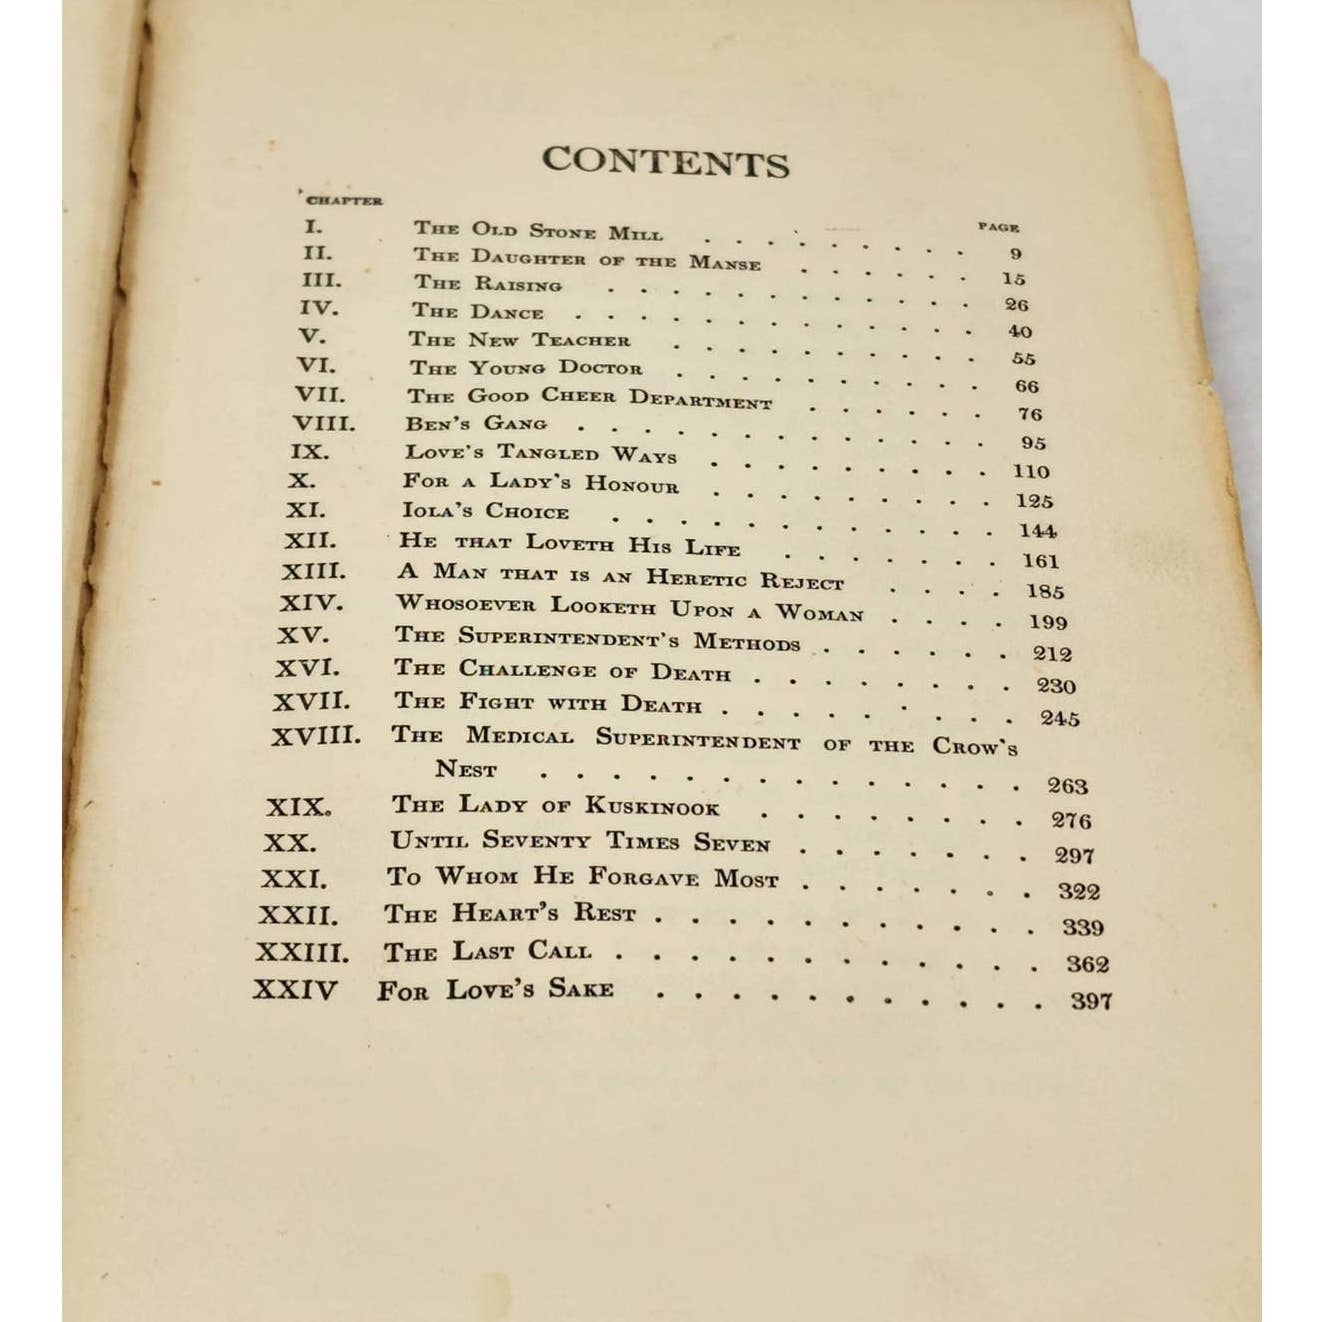 CONTENTS
CHAPTER PAGE
I. THE OLD STONE MILL . . . . . . . . . 9
II. THE DAUGHTER OF THE MANSE . . . . . . 15
III. THE RAISING . . . . . . . . . . . . 26
IV. THE DANCE . . . . . . . . . . . . . 40
V. THE NEW TEACHER . . . . . . . . . . 55
VI. THE YOUNG DOCTOR . . . . . . . . . . 66
VII. THE GOOD CHEER DEPARTMENT . . . . . . 76
VIII. BEN'S GANG . . . . . . . . . . . . . 95
IX. LOVE'S TANGLED WAYS . . . . . . . . . 110
X. FOR A LADY'S HONOUR . . . . . . . . . 125
XI. IOLA'S CHOICE . . . . . . . . . . . . 144
XII. HE THAT LOVETH HIS LIFE . . . . . . . 161
XIII. A MAN THAT IS AN HERETIC REJECT . . . . 185
XIV. WHOSOEVER LOOKETH UPON A WOMAN . . . . 199
XV. THE SUPERINTENDENT'S METHODS . . . . . . 212
XVI. THE CHALLENGE OF DEATH . . . . . . . . 230
XVII. THE FIGHT WITH DEATH . . . . . . . . . 245
XVIII. THE MEDICAL SUPERINTENDENT OF THE CROW'S
NEST . . . . . . . . . . . . . . 263
XIX. THE LADY OF KUSKINOOK . . . . . . . . 276
XX. UNTIL SEVENTY TIMES SEVEN . . . . . . . 297
XXI. TO WHOM HE FORGAVE MOST . . . . . . . 322
XXII. THE HEART'S REST . . . . . . . . . . . 339
XXIII. THE LAST CALL . . . . . . . . . . . . 362
XXIV FOR LOVE'S SAKE . . . . . . . . . . . 397